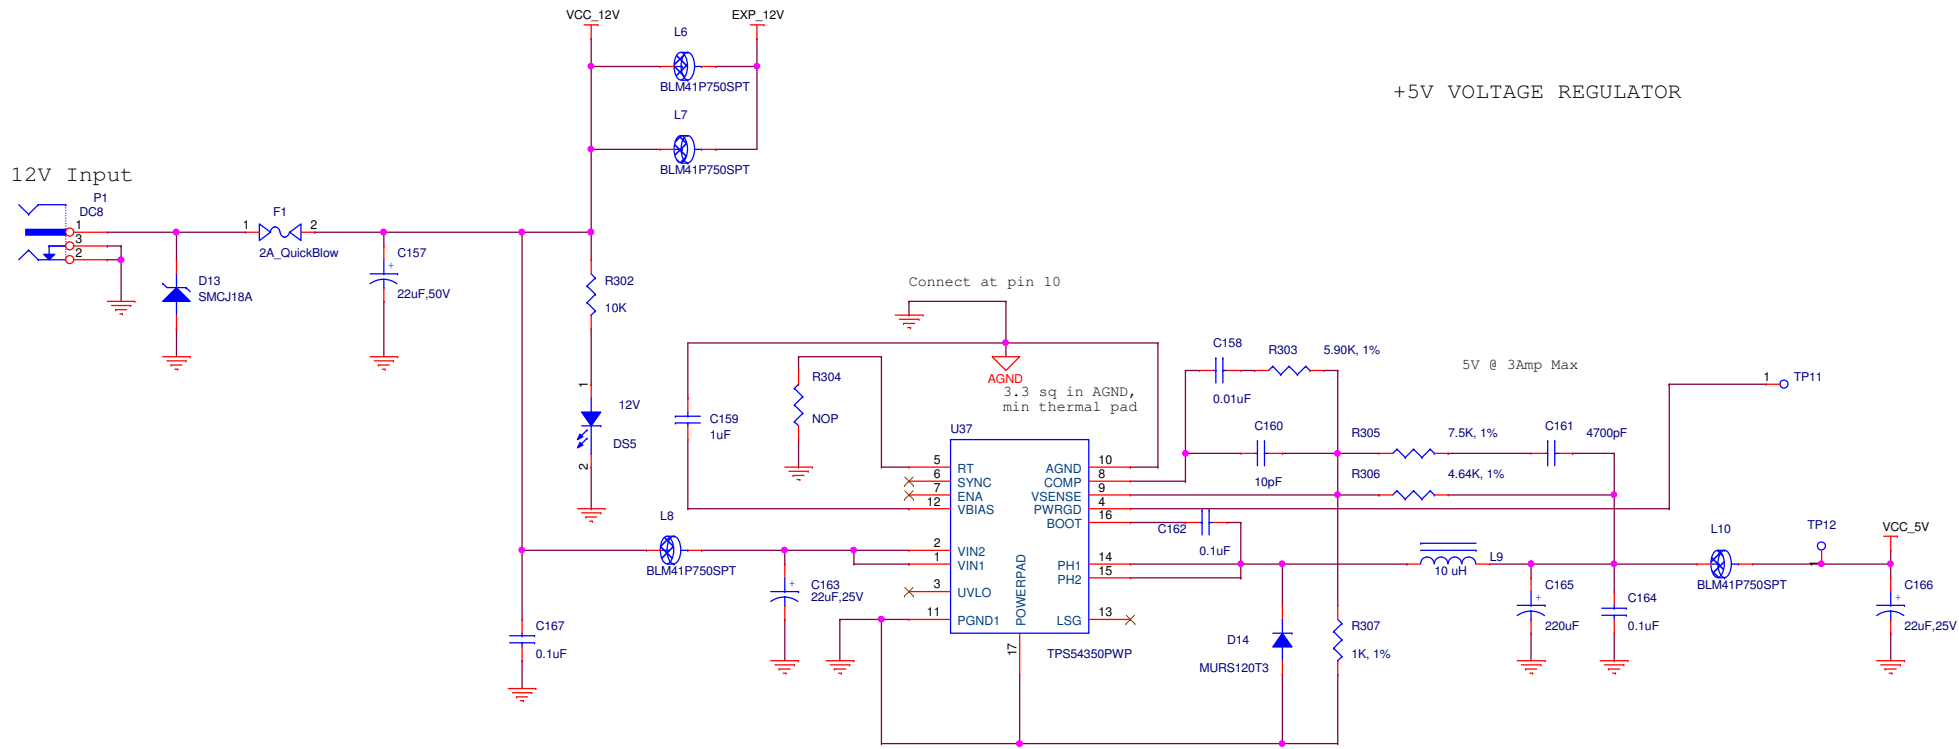 VCC_12V
EXP_12V
L6
BLM41P750SPT
+5V VOLTAGE REGULATOR
L7
BLM41P750SPT
12V Input
P1
DC8
1
3
2
F1
1
2
2A_QuickBlow
D13
SMCJ18A
C157
+
22uF,50V
R302
10K
Connect at pin 10
AGND
3.3 sq in AGND,
min thermal pad
C158
0.01uF
R303
5.90K, 1%
5V @ 3Amp Max
1
TP11
R304
NOP
1
12V
DS5
2
C159
1uF
C160
10pF
R305
7.5K, 1%
C161
4700pF
R306
4.64K, 1%
U37
5
RT
6
SYNC
7
ENA
12
VBIAS
2
VIN2
1
VIN1
3
UVLO
11
PGND1
POWERPAD
17
10
AGND
8
COMP
9
VSENSE
4
PWRGD
16
BOOT
14
PH1
15
PH2
13
LSG
TPS54350PWP
C162
0.1uF
L8
BLM41P750SPT
C163
+
22uF,25V
L9
10 uH
L10
BLM41P750SPT
TP12
VCC_5V
C165
+
220uF
C164
0.1uF
C166
+
22uF,25V
C167
0.1uF
D14
MURS120T3
R307
1K, 1%